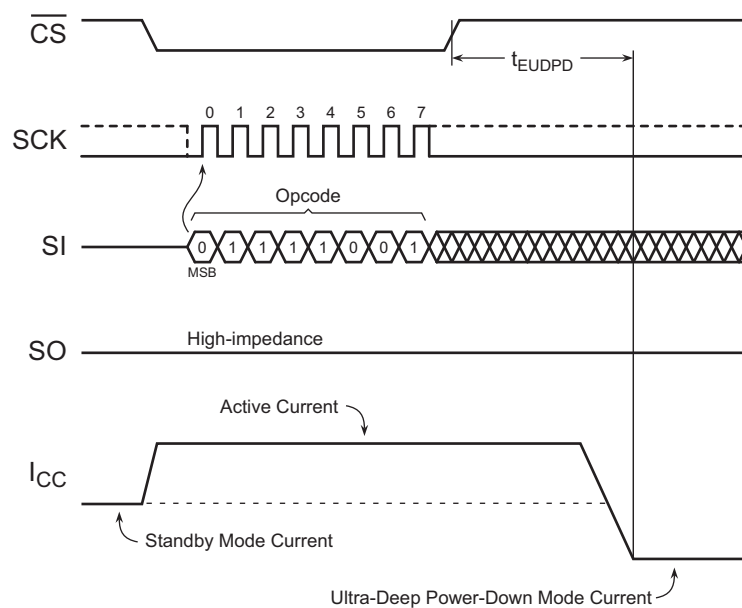 CS
tEUDPD
0 1 2 3 4 5 6 7
SCK
Opcode
SI
0 1 1 1 1 0 0 1
MSB
High-impedance
SO
Active Current
ICC
Standby Mode Current
Ultra-Deep Power-Down Mode Current